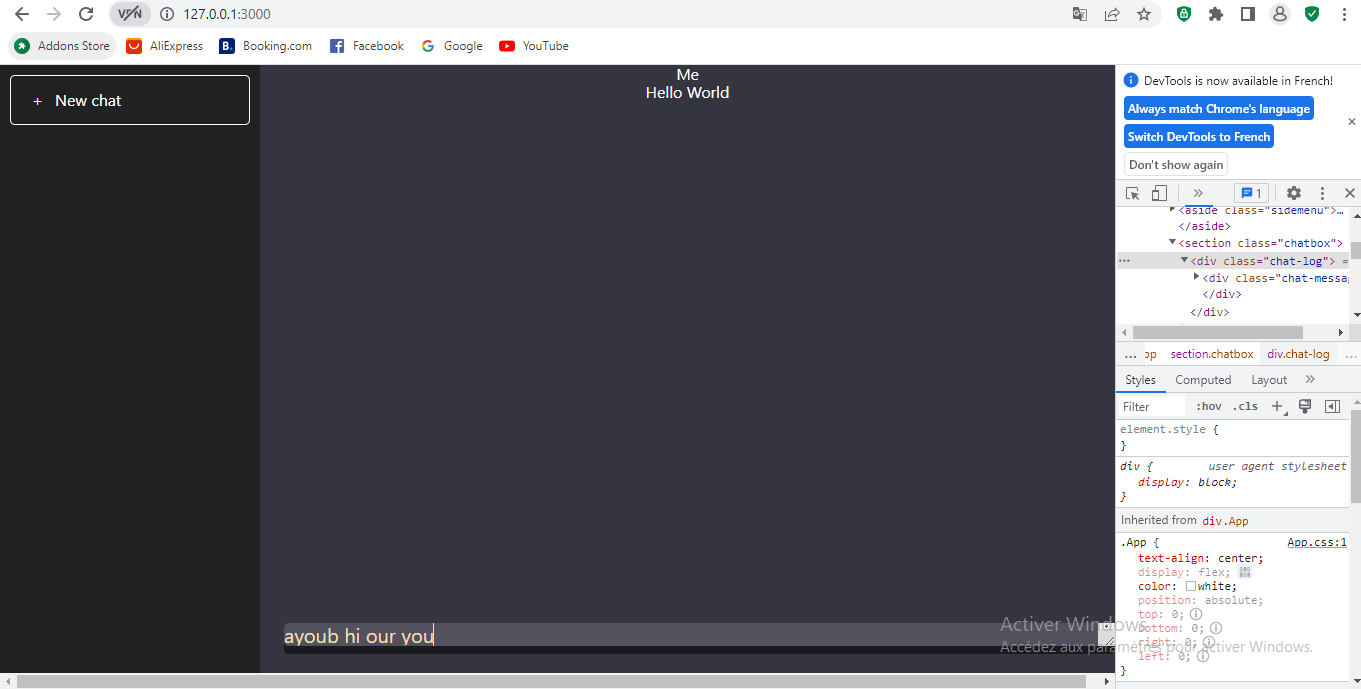 VPN 127.0.0.1:3000
Addons Store AliExpress B. Booking.com Facebook Google YouTube
+ New chat
Me
Hello World
ayoub hi our you
DevTools is now available in French!
Always match Chrome's language
Switch DevTools to French
Don't show again
1
<aside class="sidemenu">…
</aside>
<section class="chatbox">
… <div class="chat-log"> =
<div class="chat-messa
</div>
</div>
… pp section.chatbox div.chat-log …
Styles Computed Layout
Filter :hov .cls +
element.style {
}
div { user agent stylesheet
display: block;
}
Inherited from div.App
.App { App.css:1
text-align: center;
display: flex;
color: white;
position: absolute;
top: 0;
bottom: 0;
right: 0;
left: 0;
}
Activer Windows
Accédez aux paramètres pour activer Windows.